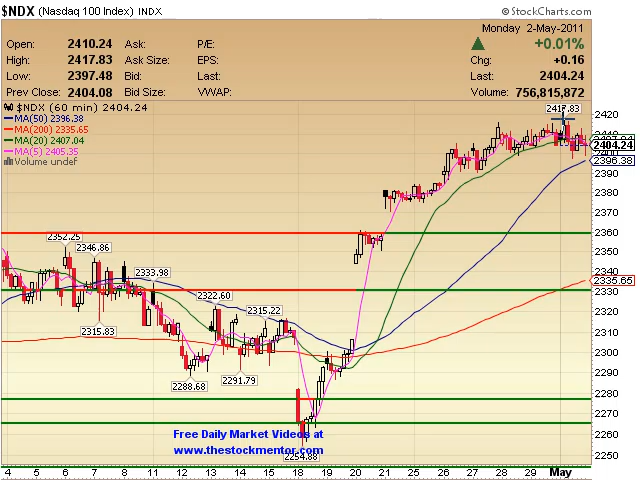 $NDX (Nasdaq 100 Index) INDX
© StockCharts.com
Monday 2-May-2011
Open: 2410.24 Ask: P/E: +0.01%
High: 2417.83 Ask Size: EPS: Chg: +0.16
Low: 2397.48 Bid: Last: Last: 2404.24
Prev Close: 2404.08 Bid Size: VWAP: Volume: 756,815,872
$NDX (60 min) 2404.24
MA(50) 2396.38
MA(200) 2335.65
MA(20) 2407.04
MA(5) 2405.35
Volume undef
2417.83
2420
2410
2404.24
2400
2396.38
2390
2380
2370
2360
2350
2340
2335.65
2330
2320
2310
2300
2290
2280
2270
2260
2250
2352.25
2346.86
2333.98
2322.60
2315.22
2315.83
2288.68
2291.79
2254.88
Free Daily Market Videos at
www.thestockmentor.com
4 5 6 7 8 11 12 13 14 15 18 19 20 21 25 26 27 28 29 May